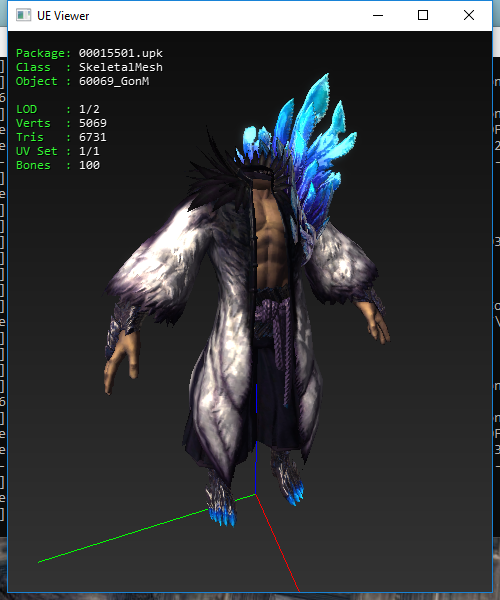 UE Viewer
Package: 00015501.upk
Class  : SkeletalMesh
Object : 60069_GonM
LOD    : 1/2
Verts  : 5069
Tris   : 6731
UV Set : 1/1
Bones  : 100